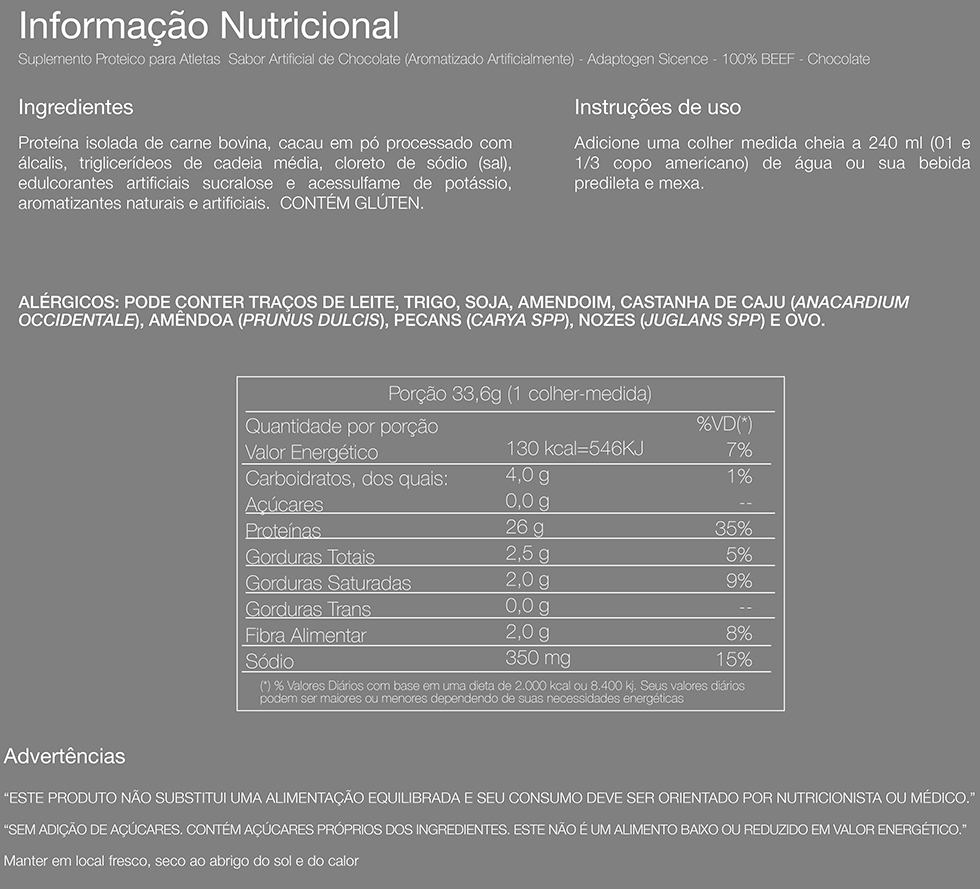 Informação Nutricional
Suplemento Proteico para Atletas Sabor Artificial de Chocolate (Aromatizado Artificialmente) - Adaptogen Sicence - 100% BEEF - Chocolate
Ingredientes
Proteína isolada de carne bovina, cacau em pó processado com
álcalis, triglicerídeos de cadeia média, cloreto de sódio (sal),
edulcorantes artificiais sucralose e acessulfame de potássio,
aromatizantes naturais e artificiais. CONTÉM GLÚTEN.
Instruções de uso
Adicione uma colher medida cheia a 240 ml (01 e
1/3 copo americano) de água ou sua bebida
predileta e mexa.
ALÉRGICOS: PODE CONTER TRAÇOS DE LEITE, TRIGO, SOJA, AMENDOIM, CASTANHA DE CAJU (ANACARDIUM
OCCIDENTALE), AMÊNDOA (PRUNUS DULCIS), PECANS (CARYA SPP), NOZES (JUGLANS SPP) E OVO.
Porção 33,6g (1 colher-medida)
Quantidade por porção %VD(*)
Valor Energético 130 kcal=546KJ 7%
Carboidratos, dos quais: 4,0 g 1%
Açúcares 0,0 g --
Proteínas 26 g 35%
Gorduras Totais 2,5 g 5%
Gorduras Saturadas 2,0 g 9%
Gorduras Trans 0,0 g --
Fibra Alimentar 2,0 g 8%
Sódio 350 mg 15%
(*) % Valores Diários com base em uma dieta de 2.000 kcal ou 8.400 kj. Seus valores diários
podem ser maiores ou menores dependendo de suas necessidades energéticas
Advertências
“ESTE PRODUTO NÃO SUBSTITUI UMA ALIMENTAÇÃO EQUILIBRADA E SEU CONSUMO DEVE SER ORIENTADO POR NUTRICIONISTA OU MÉDICO.”
“SEM ADIÇÃO DE AÇÚCARES. CONTÉM AÇÚCARES PRÓPRIOS DOS INGREDIENTES. ESTE NÃO É UM ALIMENTO BAIXO OU REDUZIDO EM VALOR ENERGÉTICO.”
Manter em local fresco, seco ao abrigo do sol e do calor